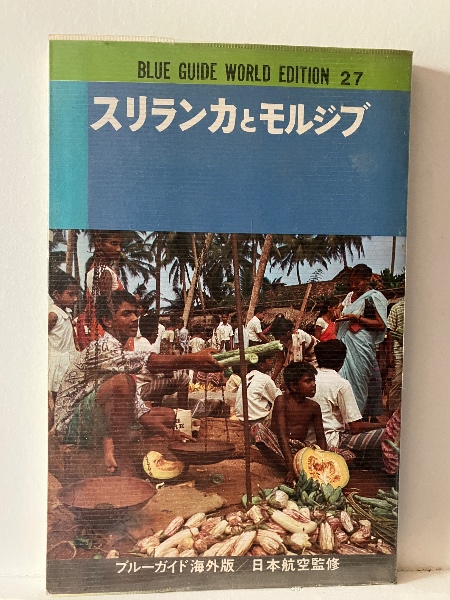 BLUE GUIDE WORLD EDITION 27
スリランカとモルジブ
ブルーガイド海外版/日本航空監修